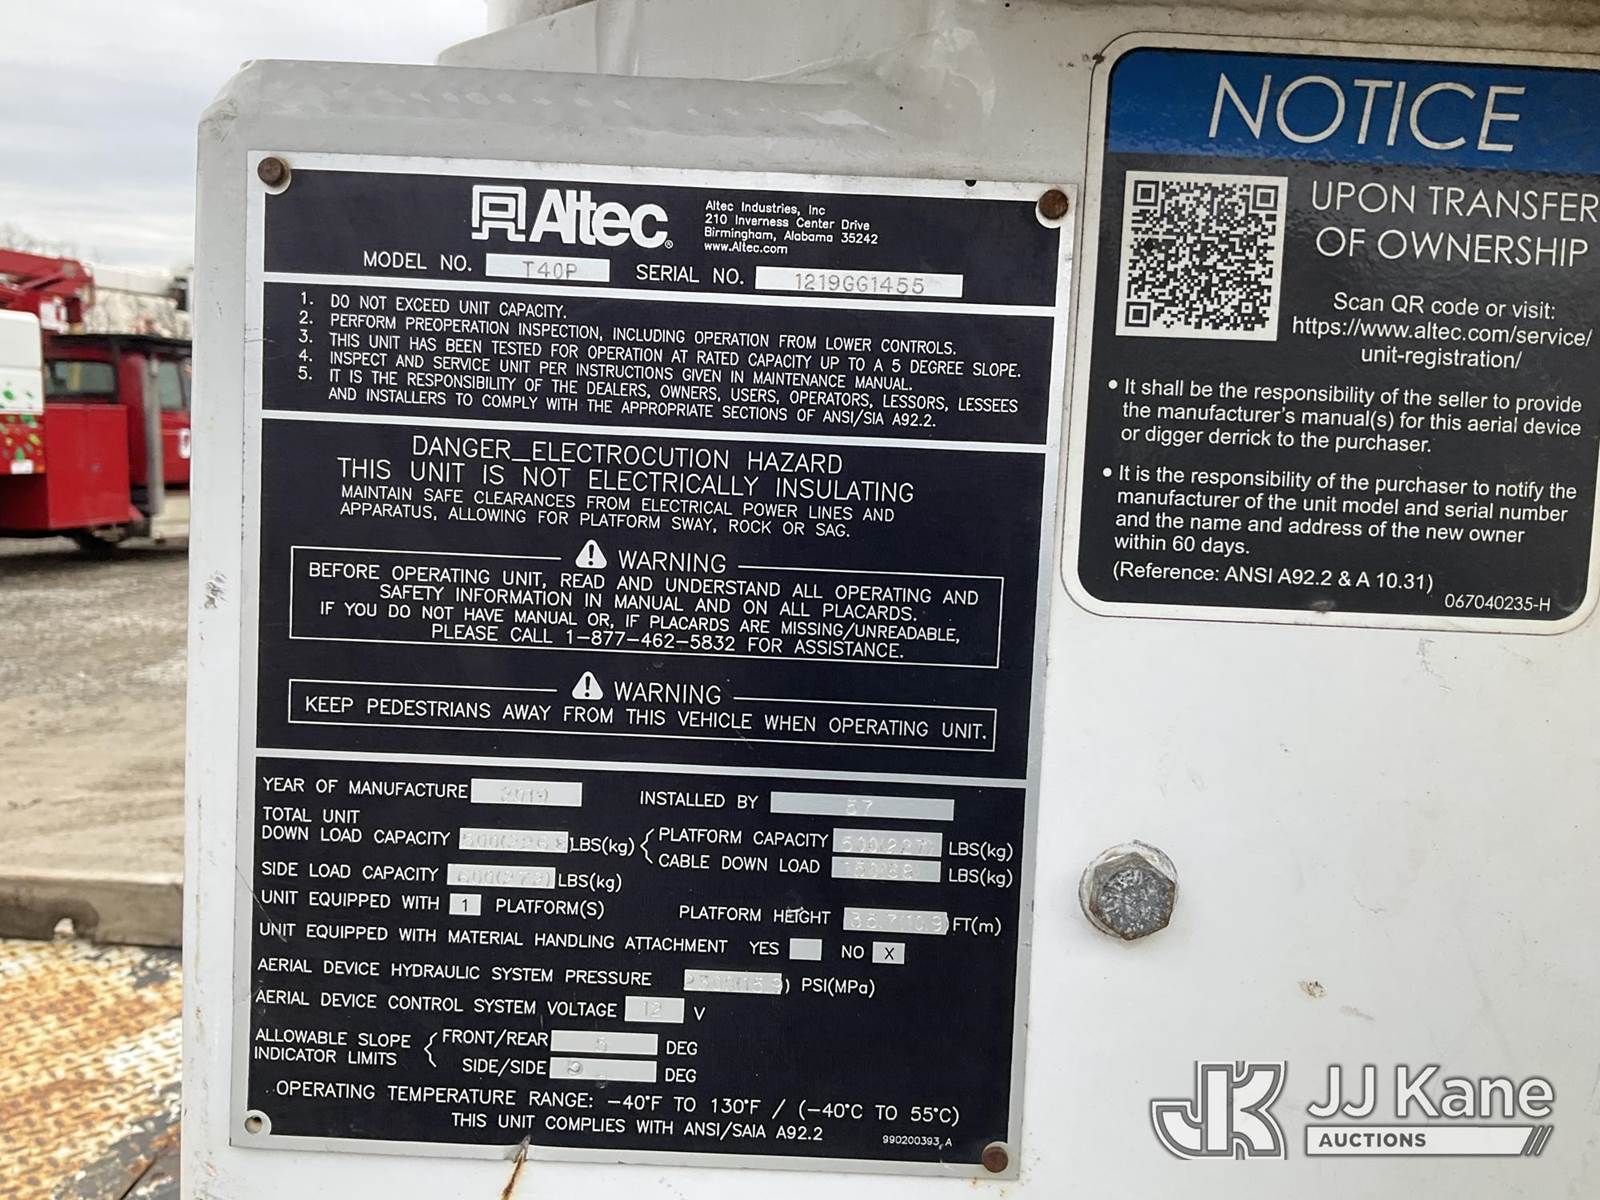 Altec®
Altec Industries, Inc
210 Inverness Center Drive
Birmingham, Alabama 35242
www.Altec.com
MODEL NO. T40P SERIAL NO. 1219GG1455
1. DO NOT EXCEED UNIT CAPACITY.
2. PERFORM PREOPERATION INSPECTION, INCLUDING OPERATION FROM LOWER CONTROLS.
3. THIS UNIT HAS BEEN TESTED FOR OPERATION AT RATED CAPACITY UP TO A 5 DEGREE SLOPE.
4. INSPECT AND SERVICE UNIT PER INSTRUCTIONS GIVEN IN MAINTENANCE MANUAL.
5. IT IS THE RESPONSIBILITY OF THE DEALERS, OWNERS, USERS, OPERATORS, LESSORS, LESSEES
AND INSTALLERS TO COMPLY WITH THE APPROPRIATE SECTIONS OF ANSI/SIA A92.2.
DANGER_ELECTROCUTION HAZARD
THIS UNIT IS NOT ELECTRICALLY INSULATING
MAINTAIN SAFE CLEARANCES FROM ELECTRICAL POWER LINES AND
APPARATUS, ALLOWING FOR PLATFORM SWAY, ROCK OR SAG.
WARNING
BEFORE OPERATING UNIT, READ AND UNDERSTAND ALL OPERATING AND
SAFETY INFORMATION IN MANUAL AND ON ALL PLACARDS.
IF YOU DO NOT HAVE MANUAL OR, IF PLACARDS ARE MISSING/UNREADABLE,
PLEASE CALL 1-877-462-5832 FOR ASSISTANCE.
WARNING
KEEP PEDESTRIANS AWAY FROM THIS VEHICLE WHEN OPERATING UNIT.
YEAR OF MANUFACTURE 2019 INSTALLED BY 57
TOTAL UNIT
DOWN LOAD CAPACITY LBS(kg) PLATFORM CAPACITY 500(227) LBS(kg)
CABLE DOWN LOAD LBS(kg)
SIDE LOAD CAPACITY LBS(kg)
UNIT EQUIPPED WITH 1 PLATFORM(S) PLATFORM HEIGHT FT(m)
UNIT EQUIPPED WITH MATERIAL HANDLING ATTACHMENT YES NO X
AERIAL DEVICE HYDRAULIC SYSTEM PRESSURE PSI(MPa)
AERIAL DEVICE CONTROL SYSTEM VOLTAGE 12 V
ALLOWABLE SLOPE
INDICATOR LIMITS
FRONT/REAR 5 DEG
SIDE/SIDE 5 DEG
OPERATING TEMPERATURE RANGE: -40°F TO 130°F / (-40°C TO 55°C)
THIS UNIT COMPLIES WITH ANSI/SAIA A92.2
990200393 A
NOTICE
UPON TRANSFER
OF OWNERSHIP
Scan QR code or visit:
https://www.altec.com/service/
unit-registration/
• It shall be the responsibility of the seller to provide
the manufacturer's manual(s) for this aerial device
or digger derrick to the purchaser.
• It is the responsibility of the purchaser to notify the
manufacturer of the unit model and serial number
and the name and address of the new owner
within 60 days.
(Reference: ANSI A92.2 & A 10.31)
067040235-H
JK JJ Kane
AUCTIONS